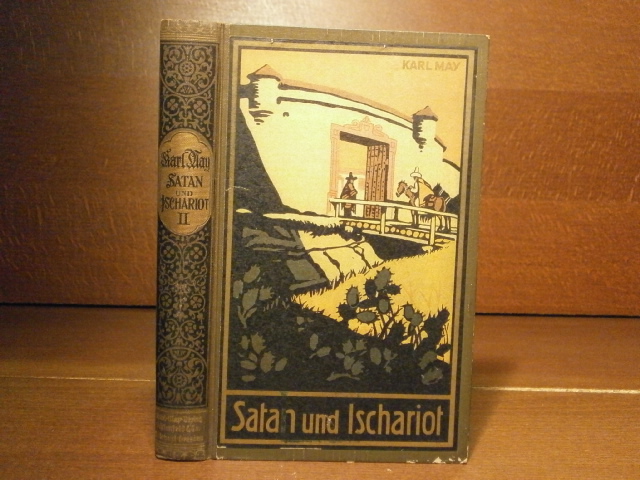 Karl May
SATAN
UND
ISCHARIOT
II
KARL MAY
Satan und Ischariot